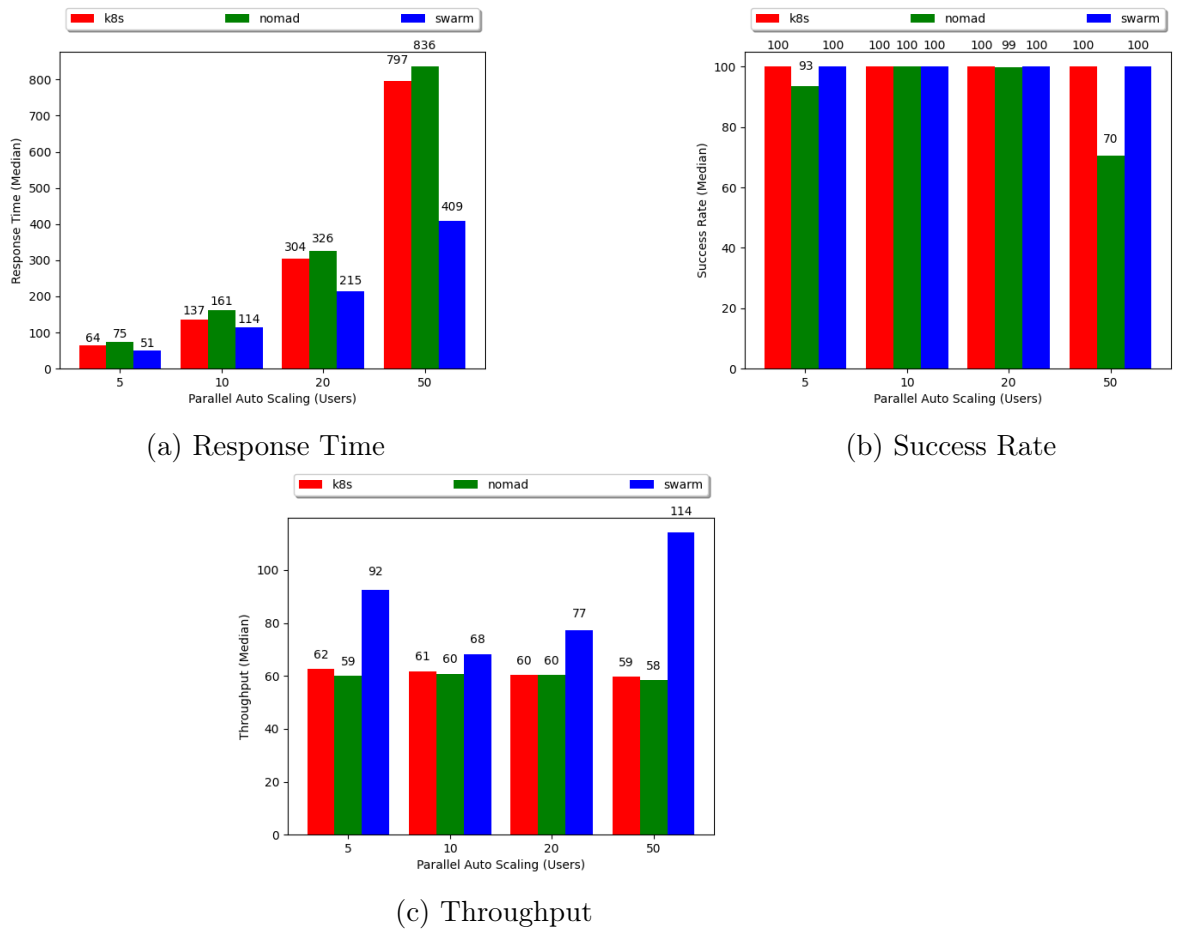 k8s nomad swarm
836
797
409
326
304
215
161
137
114
75
64
51
800
700
600
500
400
300
200
100
0
Response Time (Median)
5 10 20 50
Parallel Auto Scaling (Users)
(a) Response Time
k8s nomad swarm
100 93 100 100 100 100 100 99 100 100 70 100
100
80
60
40
20
0
Success Rate (Median)
5 10 20 50
Parallel Auto Scaling (Users)
(b) Success Rate
k8s nomad swarm
114
92
77
68
62 59 61 60 60 60 59 58
100
80
60
40
20
0
Throughput (Median)
5 10 20 50
Parallel Auto Scaling (Users)
(c) Throughput